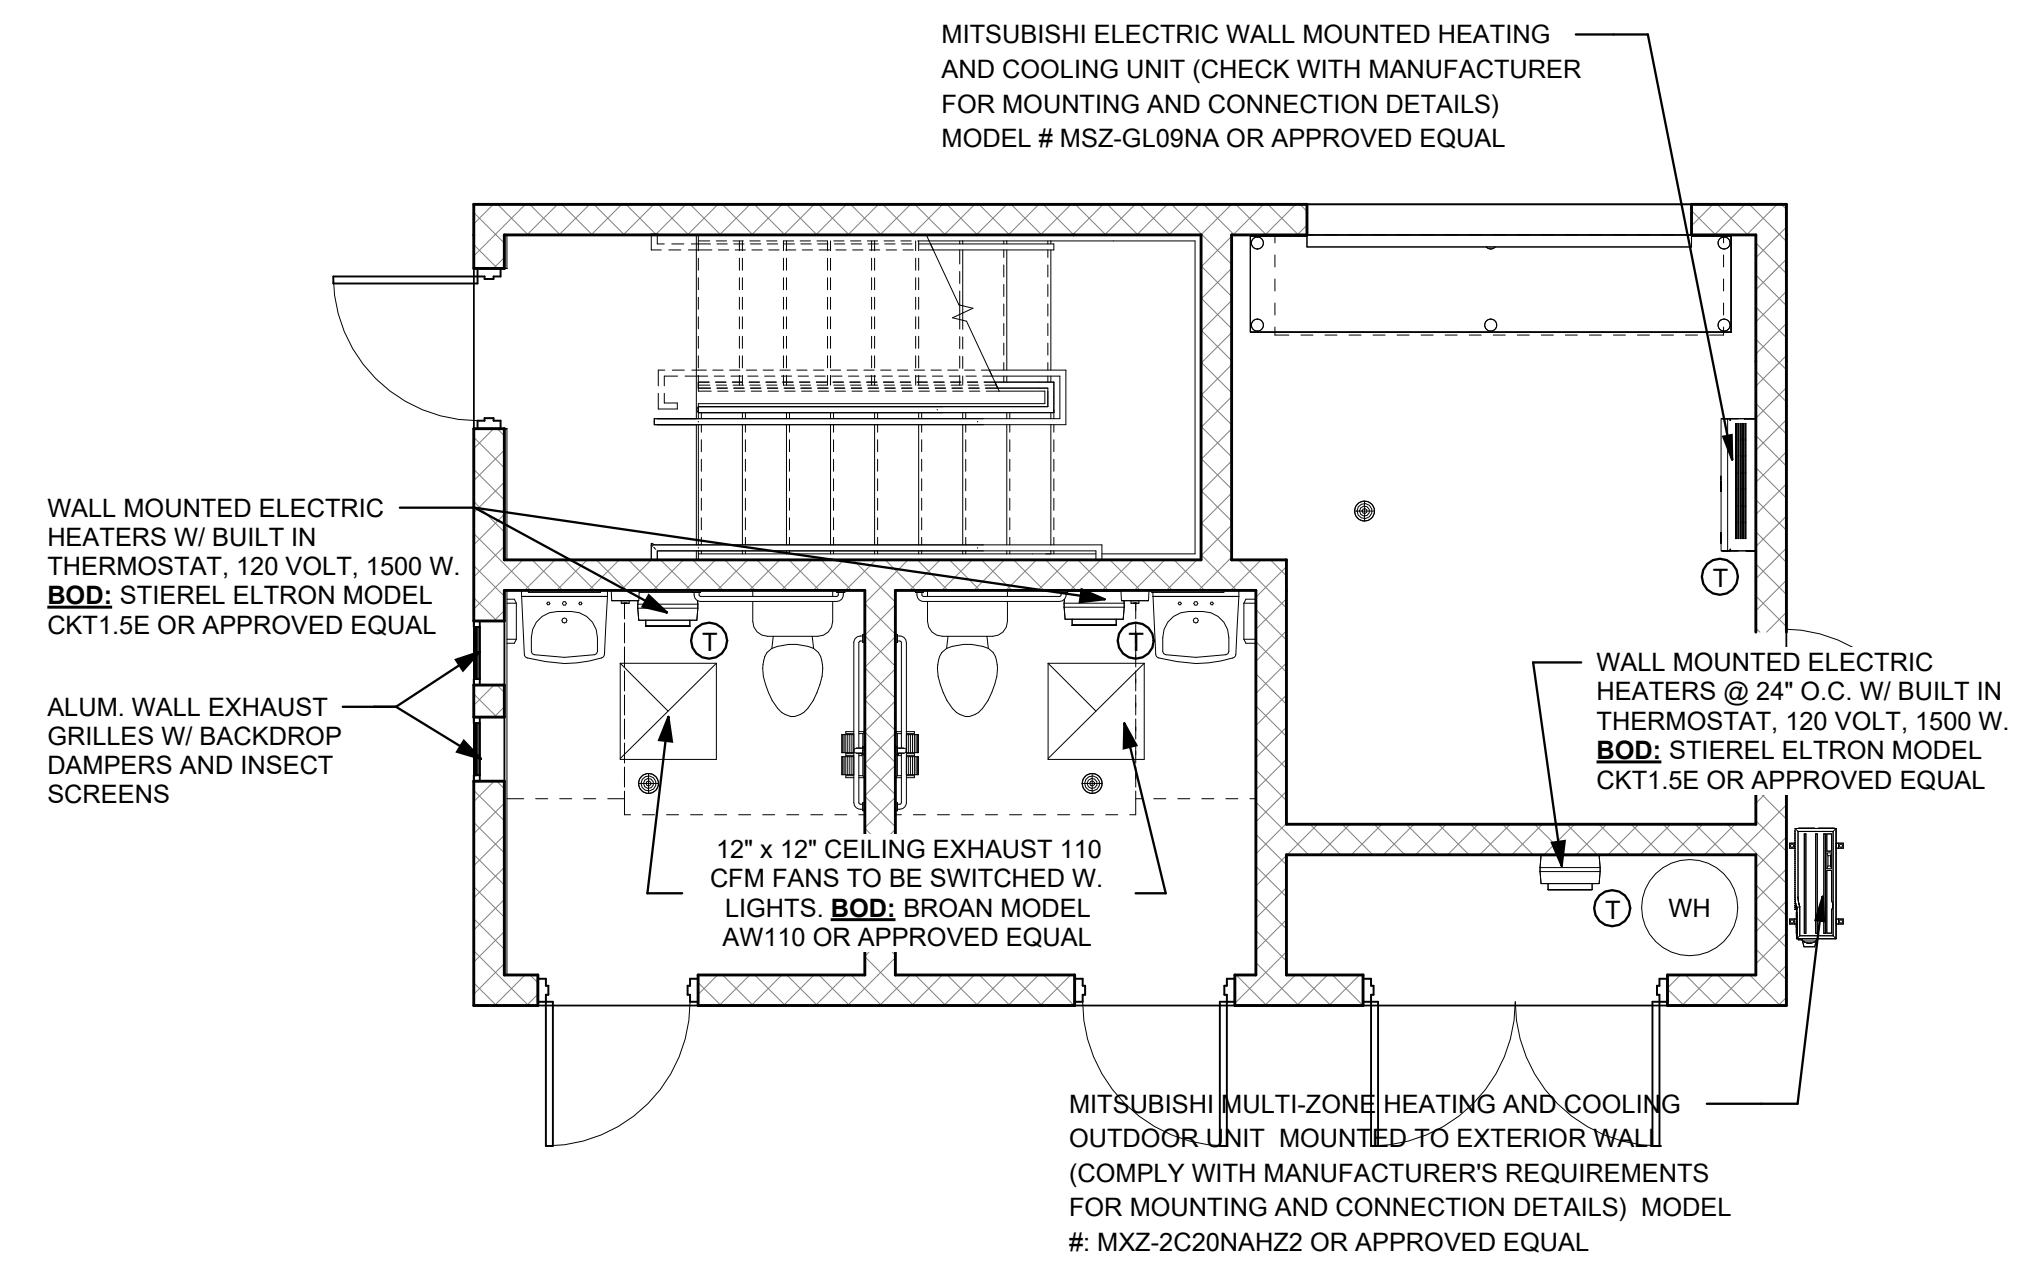 MITSUBISHI ELECTRIC WALL MOUNTED HEATING
AND COOLING UNIT (CHECK WITH MANUFACTURER
FOR MOUNTING AND CONNECTION DETAILS)
MODEL # MSZ-GL09NA OR APPROVED EQUAL
WALL MOUNTED ELECTRIC
HEATERS W/ BUILT IN
THERMOSTAT, 120 VOLT, 1500 W.
BOD: STIEREL ELTRON MODEL
CKT1.5E OR APPROVED EQUAL
ALUM. WALL EXHAUST
GRILLES W/ BACKDROP
DAMPERS AND INSECT
SCREENS
T
T
T
WALL MOUNTED ELECTRIC
HEATERS @ 24" O.C. W/ BUILT IN
THERMOSTAT, 120 VOLT, 1500 W.
BOD: STIEREL ELTRON MODEL
CKT1.5E OR APPROVED EQUAL
12" x 12" CEILING EXHAUST 110
CFM FANS TO BE SWITCHED W.
LIGHTS. BOD: BROAN MODEL
AW110 OR APPROVED EQUAL
T
WH
MITSUBISHI MULTI-ZONE HEATING AND COOLING
OUTDOOR UNIT MOUNTED TO EXTERIOR WALL
(COMPLY WITH MANUFACTURER'S REQUIREMENTS
FOR MOUNTING AND CONNECTION DETAILS) MODEL
#: MXZ-2C20NAHZ2 OR APPROVED EQUAL